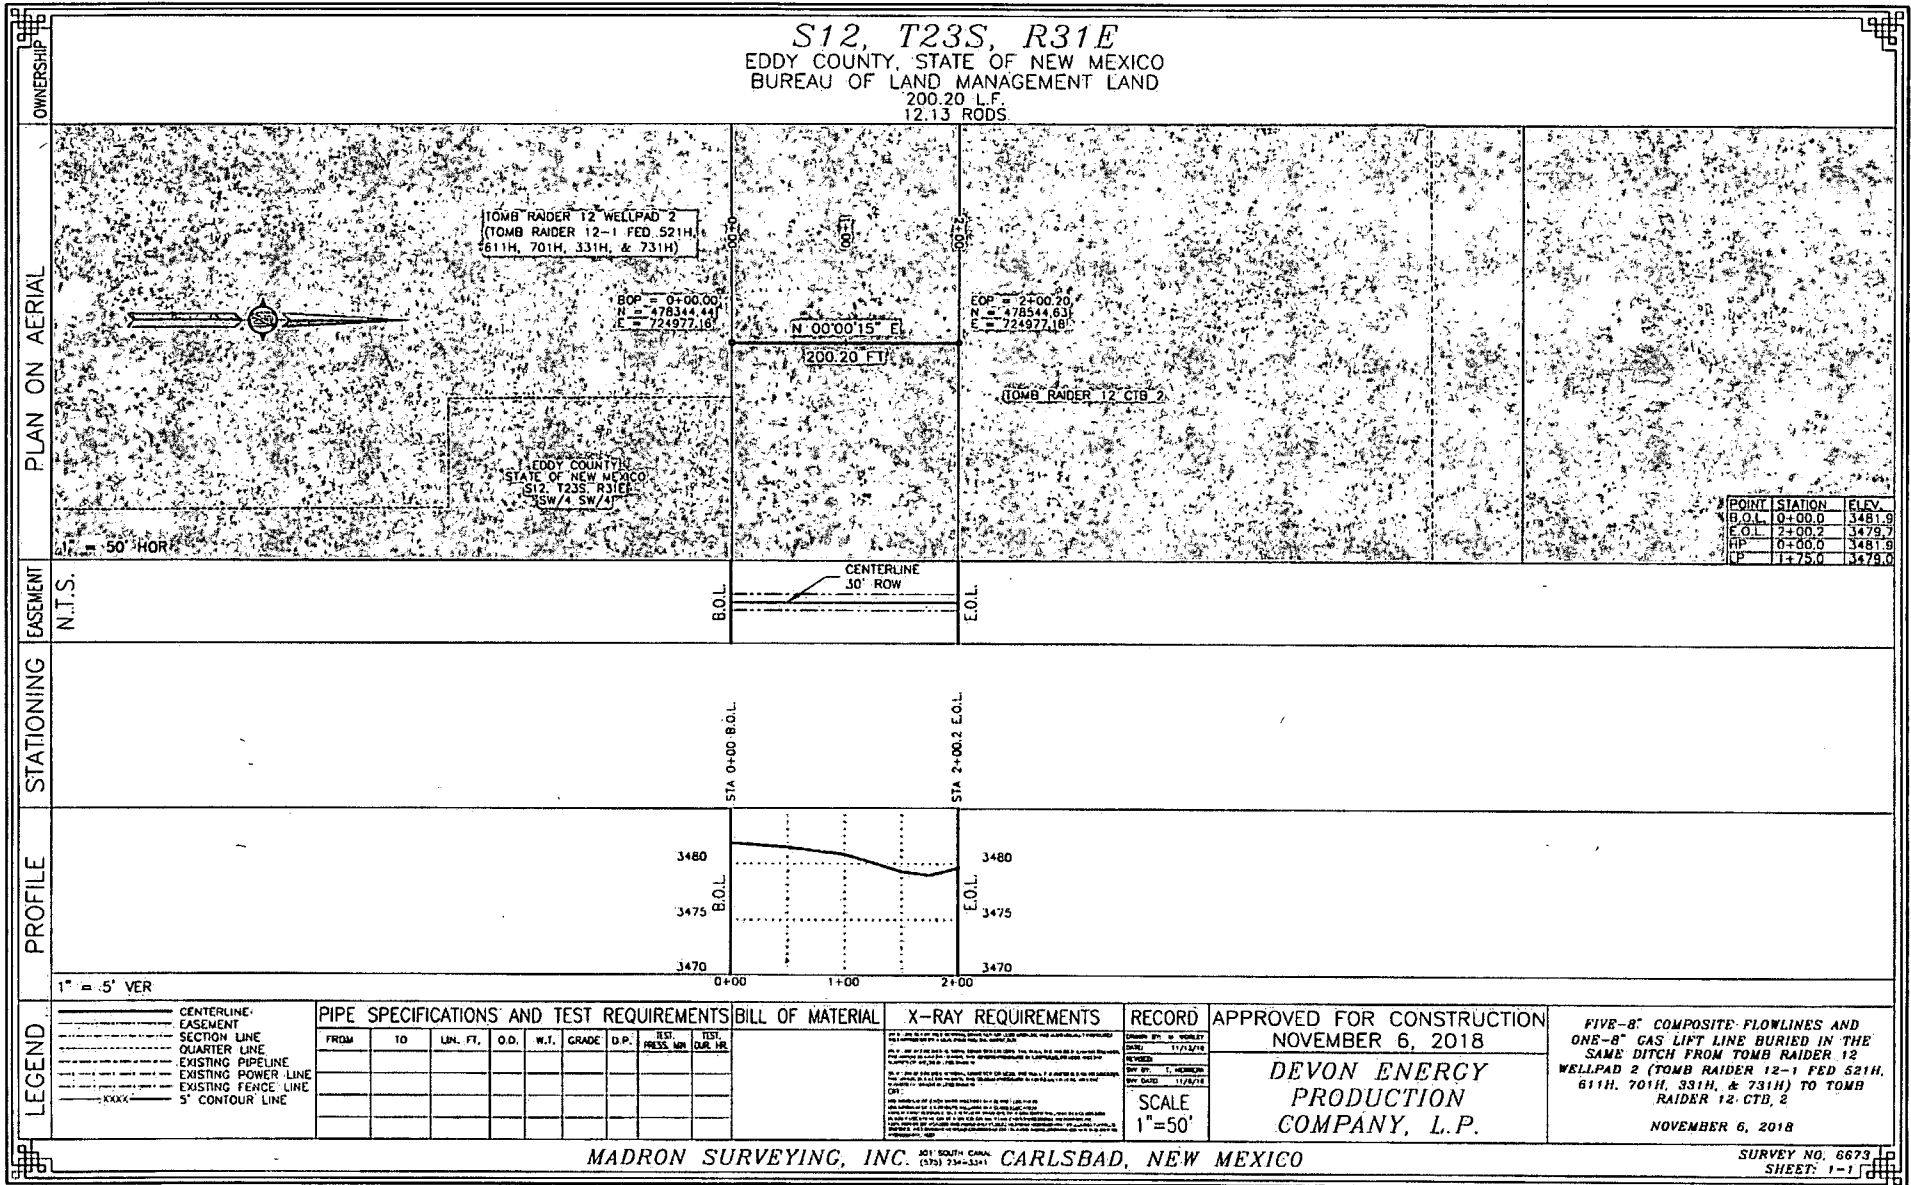 S12, T23S, R31E
EDDY COUNTY, STATE OF NEW MEXICO
BUREAU OF LAND MANAGEMENT LAND
200.20 L.F.
12.13 RODS
OWNERSHIP
PLAN ON AERIAL
TOMB RAIDER 12 WELLPAD 2
(TOMB RAIDER 12-1 FED 521H,
611H, 701H, 331H, & 731H)
0+00
1+00
2+00
BOP = 0+00.00
N = 478344.44
E = 724977.16
N 00°00'15" E
200.20 FT
EOP = 2+00.20
N = 478544.63
E = 724977.18
TOMB RAIDER 12 CTB 2
EDDY COUNTY
STATE OF NEW MEXICO
S12, T23S, R31E
SW/4 SW/4
= 50' HOR
POINT STATION ELEV.
B.O.L. 0+00.0 3481.9
E.O.L. 2+00.2 3479.7
HP 0+00.0 3481.9
LP 1+75.0 3479.0
EASEMENT
N.T.S.
B.O.L.
CENTERLINE
30' ROW
E.O.L.
STATIONING
STA 0+00 B.O.L.
STA 2+00.2 E.O.L.
PROFILE
3480
3475
3470
B.O.L.
E.O.L.
3480
3475
3470
0+00
1+00
2+00
1" = 5' VER
LEGEND
CENTERLINE
EASEMENT
SECTION LINE
QUARTER LINE
EXISTING PIPELINE
EXISTING POWER LINE
EXISTING FENCE LINE
XXXX 5' CONTOUR LINE
PIPE SPECIFICATIONS AND TEST REQUIREMENTS
FROM TO LIN. FT. O.D. W.T. GRADE D.P. TEST. PRESS. MIN TEST. DUR. HR.
BILL OF MATERIAL
X-RAY REQUIREMENTS
RECORD
SCALE
1"=50'
APPROVED FOR CONSTRUCTION
NOVEMBER 6, 2018
DEVON ENERGY
PRODUCTION
COMPANY, L.P.
FIVE-8" COMPOSITE FLOWLINES AND
ONE-8" GAS LIFT LINE BURIED IN THE
SAME DITCH FROM TOMB RAIDER 12
WELLPAD 2 (TOMB RAIDER 12-1 FED 521H,
611H, 701H, 331H, & 731H) TO TOMB
RAIDER 12 CTB, 2
NOVEMBER 6, 2018
MADRON SURVEYING, INC. 301 SOUTH CANAL (575) 234-3341 CARLSBAD, NEW MEXICO
SURVEY NO. 6673
SHEET: 1-1